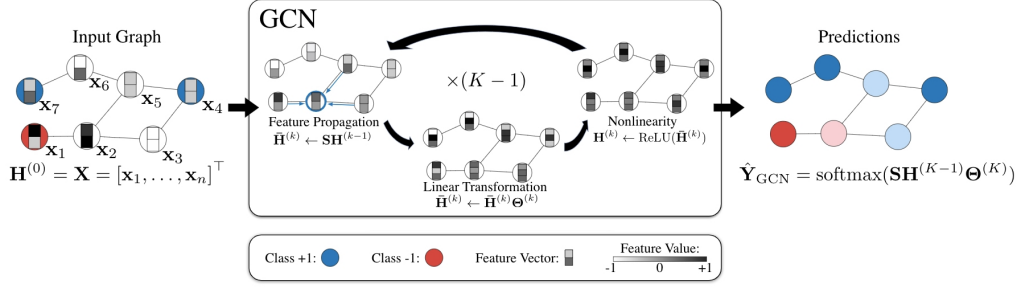 GCN
Input Graph
x₆
x₅
x₄
x₇
x₁
x₂
x₃
H⁽⁰⁾ = X = [x₁, . . . , xₙ]⊤
×(K − 1)
Feature Propagation
H̄⁽ᵏ⁾ ← SH⁽ᵏ⁻¹⁾
Linear Transformation
H̄⁽ᵏ⁾ ← H̄⁽ᵏ⁾Θ⁽ᵏ⁾
Nonlinearity
H⁽ᵏ⁾ ← ReLU(H̄⁽ᵏ⁾)
Predictions
Ŷ_GCN = softmax(SH⁽ᴷ⁻¹⁾Θ⁽ᴷ⁾)
Class +1:
Class -1:
Feature Vector:
Feature Value:
-1 0 +1